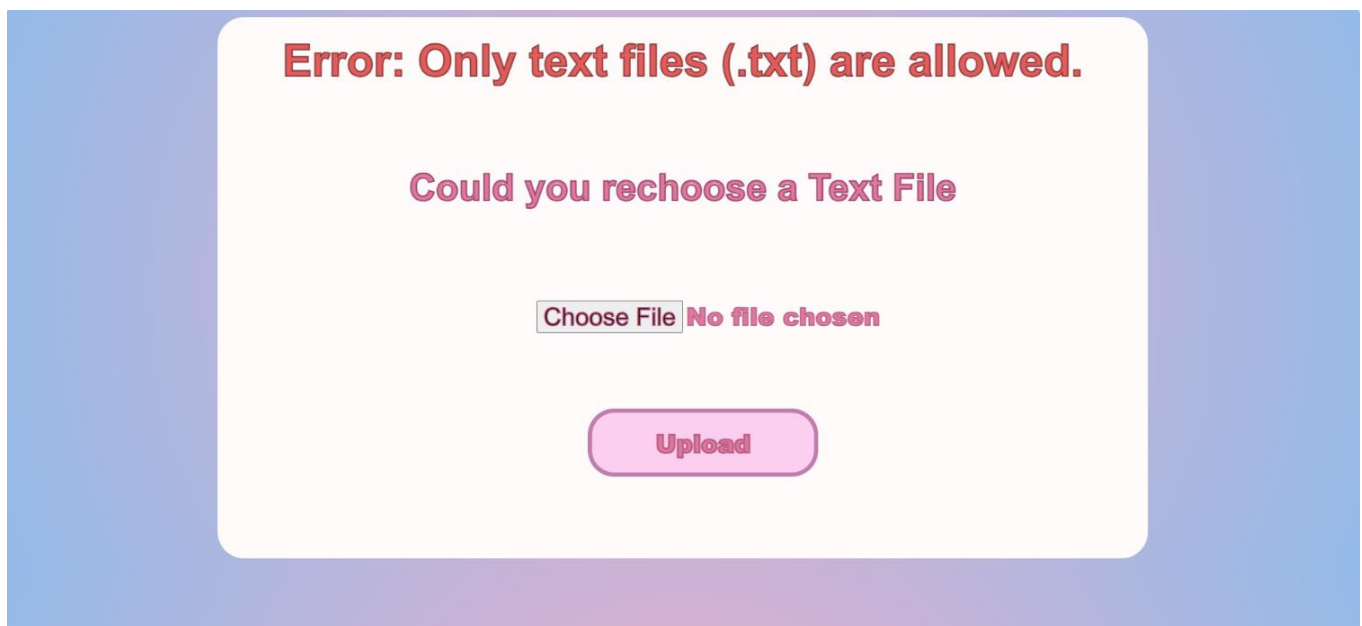 Error: Only text files (.txt) are allowed.
Could you rechoose a Text File
Choose File No file chosen
Upload